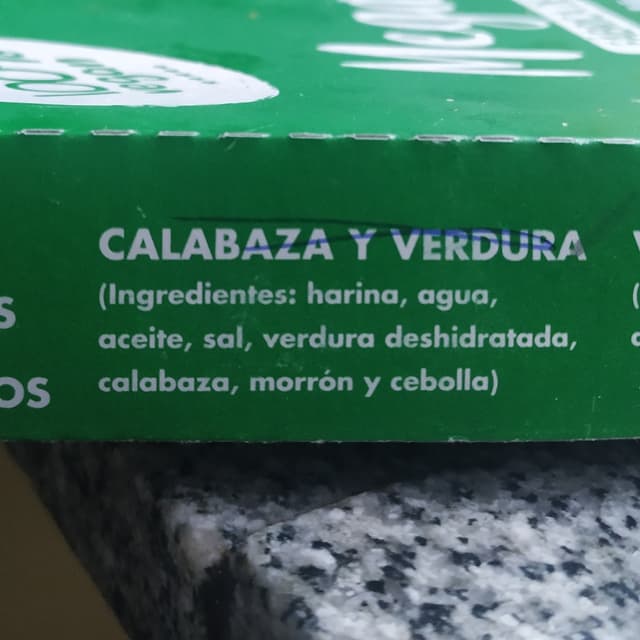 CALABAZA Y VERDURA
(Ingredientes: harina, agua,
aceite, sal, verdura deshidratada,
calabaza, morrón y cebolla)